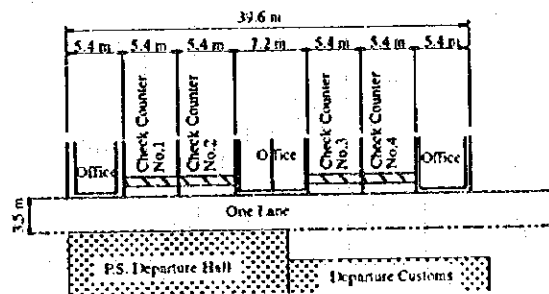 39.6 m
5.4 m 5.4 m 5.4 m 7.2 m 5.4 m 5.4 m 5.4 m
Office
Check Counter
No.1
Check Counter
No.2
Office
Check Counter
No.3
Check Counter
No.4
Office
3.5 m
One Lane
P.S. Departure Hall
Departure Customs